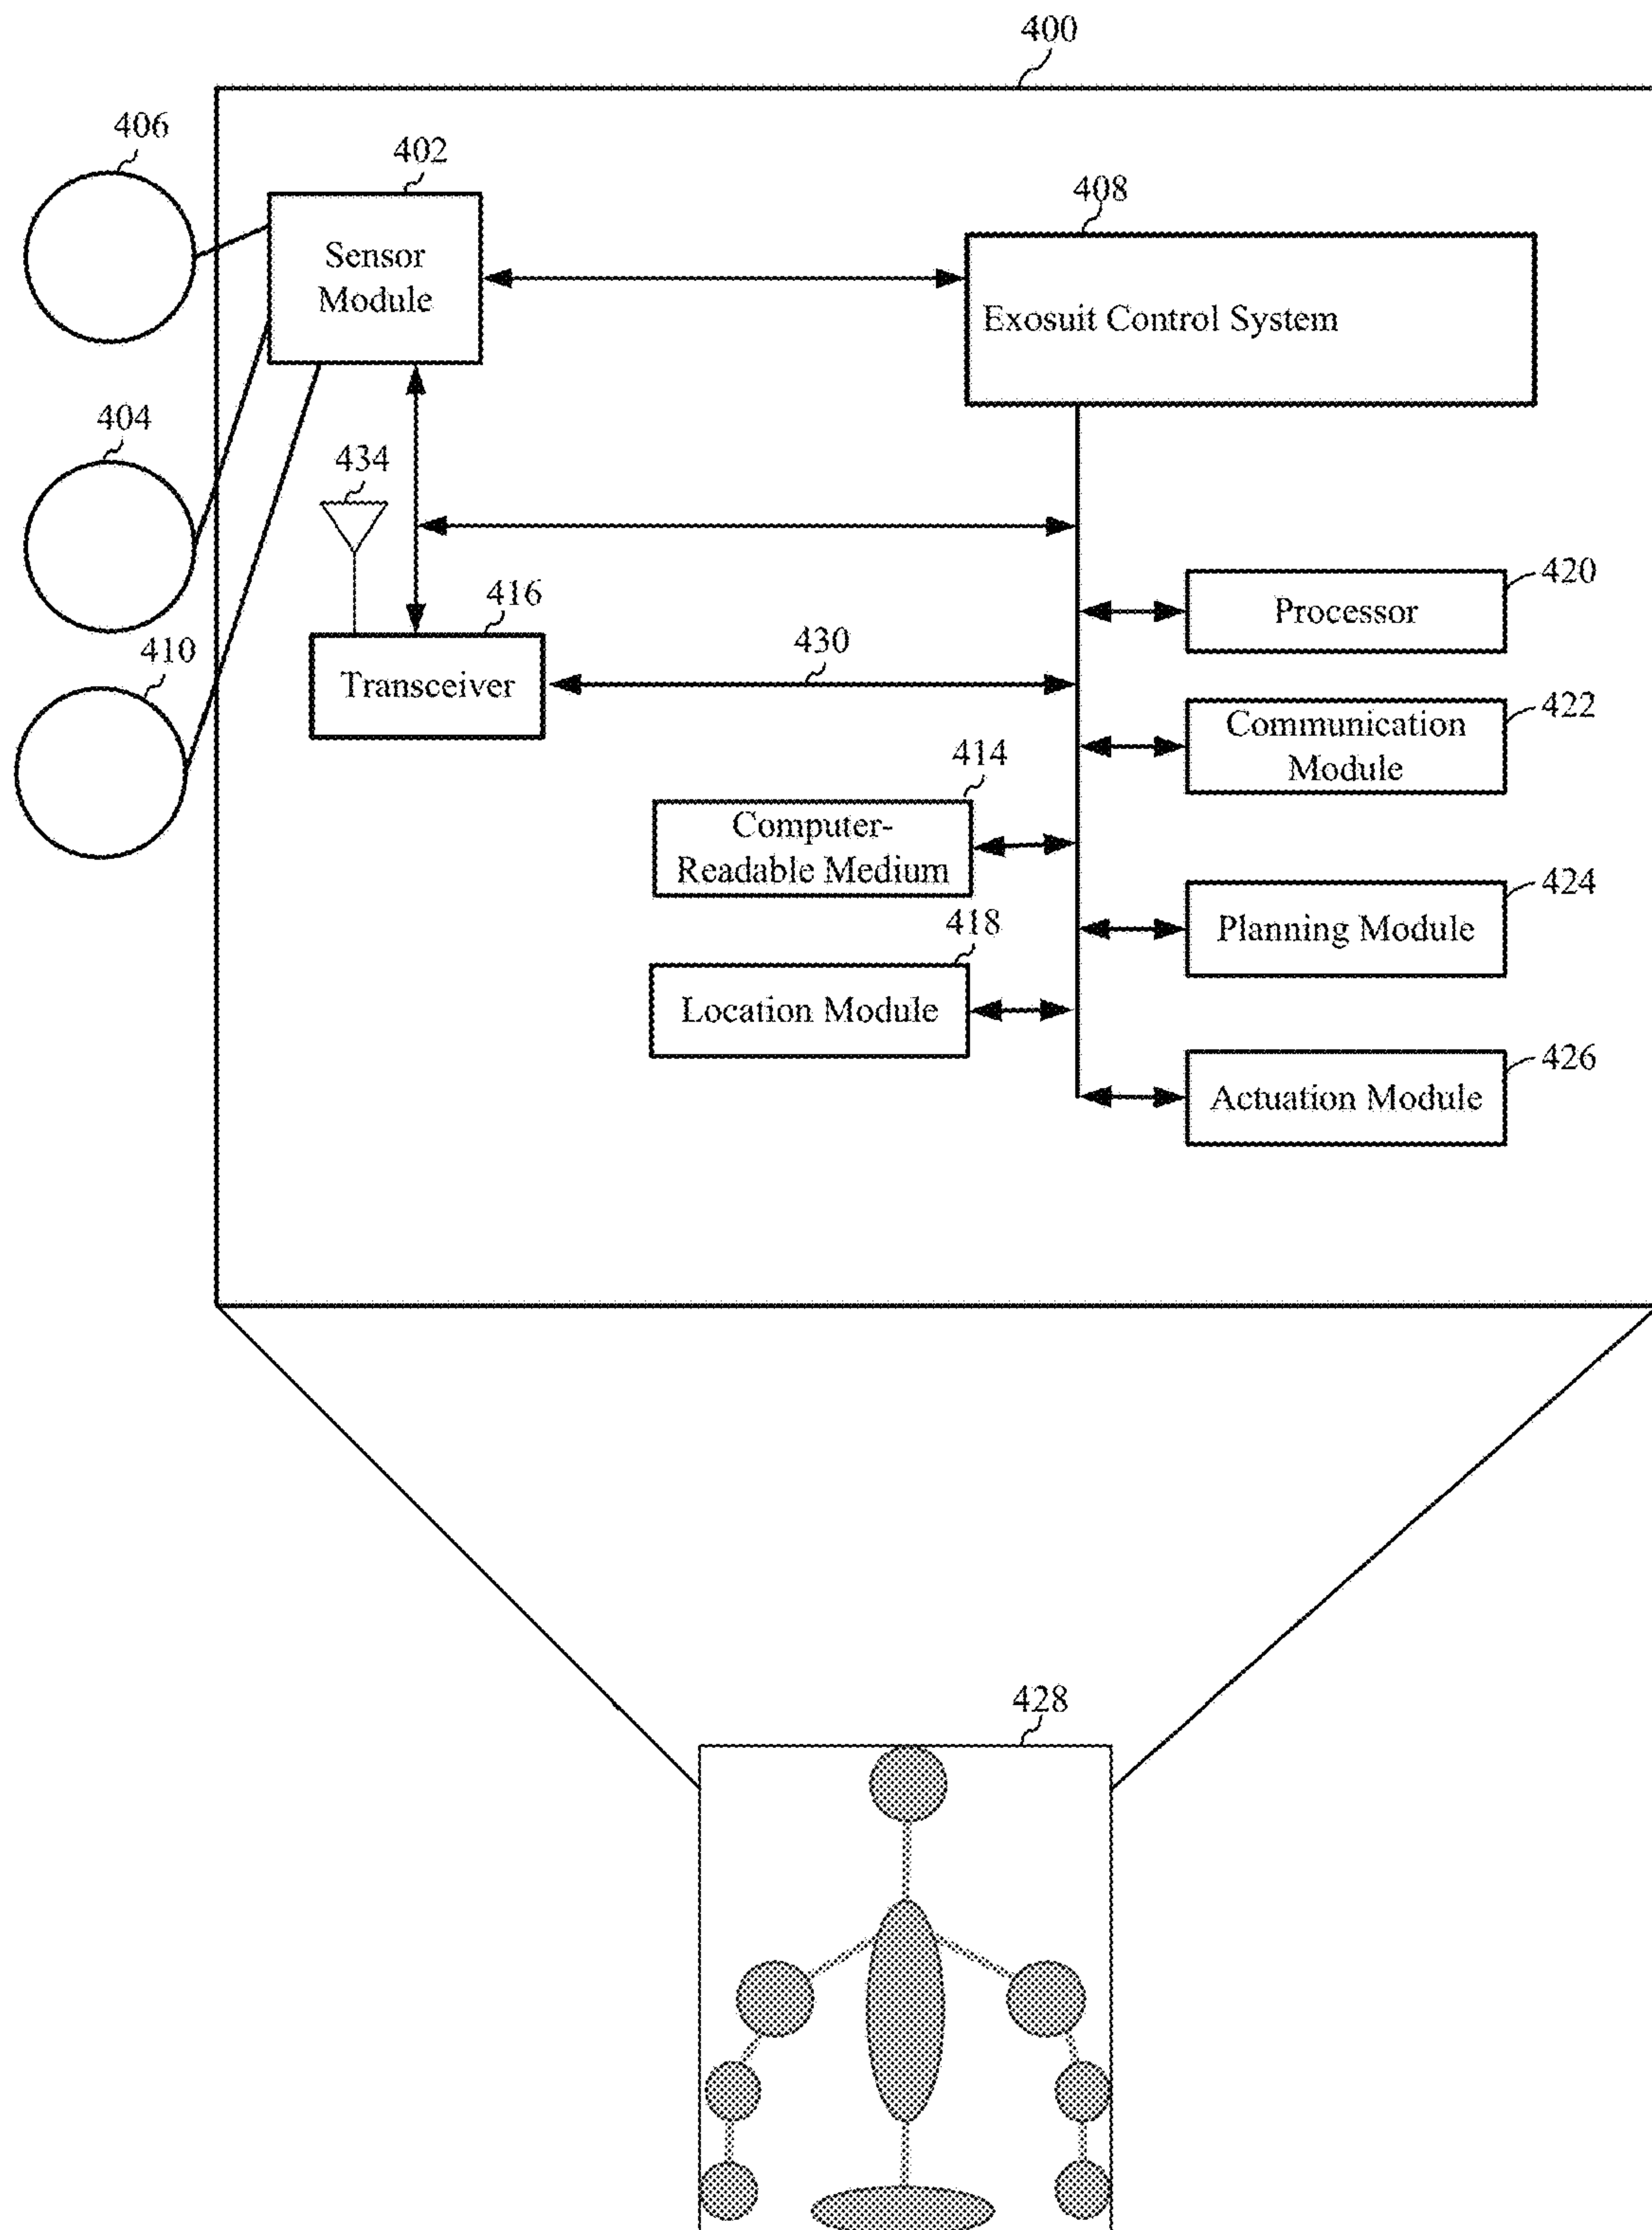 400
406
402
408
Sensor
Module
Exosuit Control System
404
434
420
416
Processor
410
430
Transceiver
422
Communication
Module
414
Computer-
Readable Medium
424
418
Planning Module
Location Module
426
Actuation Module
428